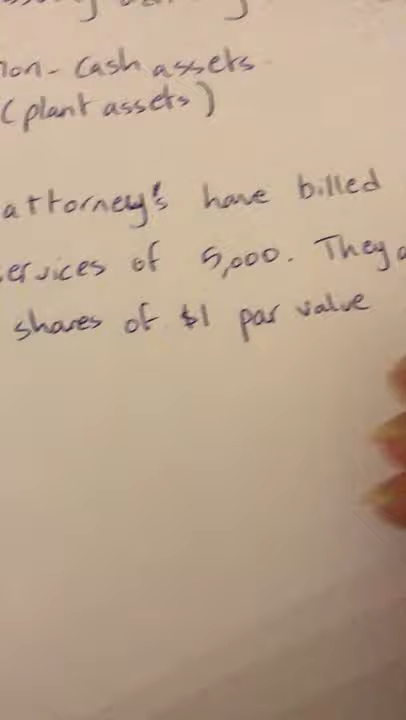 non- cash assets
(plant assets)
attorney's have billed
services of 5,000. They
shares of $1 par value